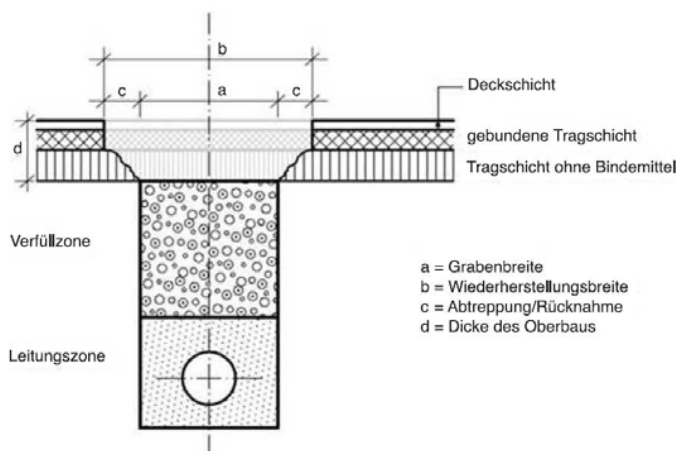 b
c
a
c
Deckschicht
d
gebundene Tragschicht
Tragschicht ohne Bindemittel
Verfüllzone
a = Grabenbreite
b = Wiederherstellungsbreite
c = Abtreppung/Rücknahme
d = Dicke des Oberbaus
Leitungszone